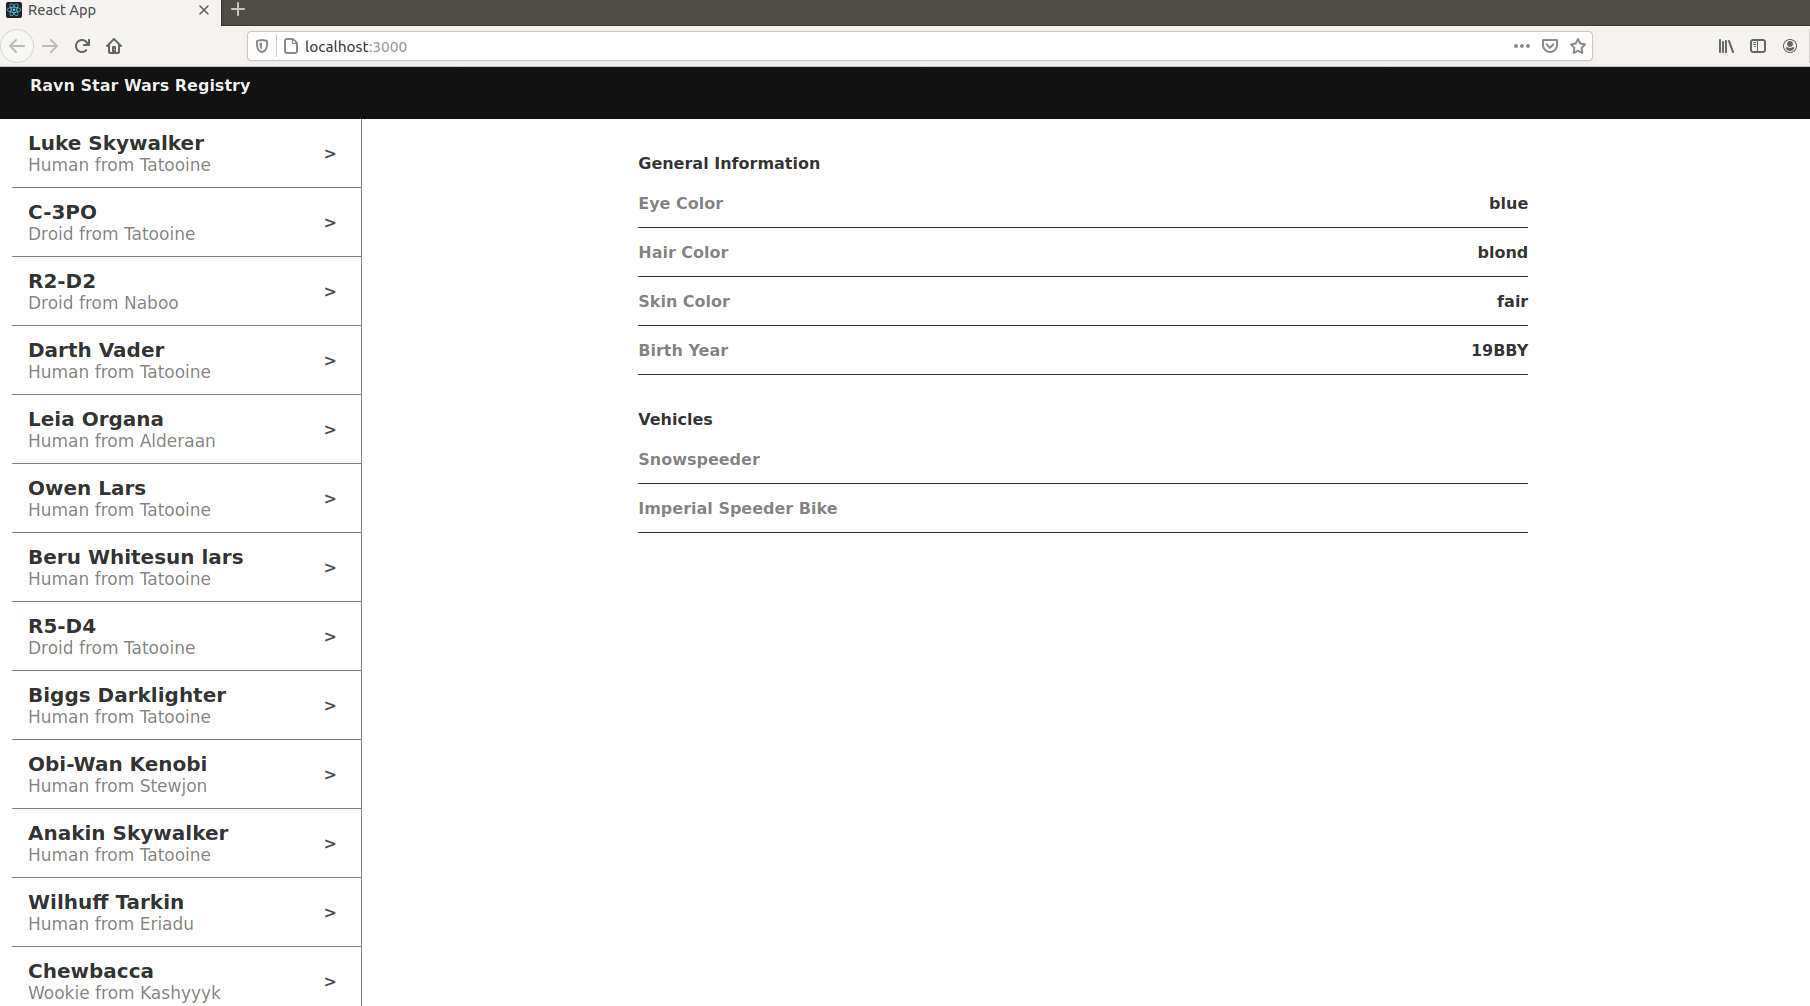 React App
localhost:3000
Ravn Star Wars Registry
Luke Skywalker
Human from Tatooine
>
C-3PO
Droid from Tatooine
>
R2-D2
Droid from Naboo
>
Darth Vader
Human from Tatooine
>
Leia Organa
Human from Alderaan
>
Owen Lars
Human from Tatooine
>
Beru Whitesun lars
Human from Tatooine
>
R5-D4
Droid from Tatooine
>
Biggs Darklighter
Human from Tatooine
>
Obi-Wan Kenobi
Human from Stewjon
>
Anakin Skywalker
Human from Tatooine
>
Wilhuff Tarkin
Human from Eriadu
>
Chewbacca
Wookie from Kashyyyk
>
General Information
Eye Color blue
Hair Color blond
Skin Color fair
Birth Year 19BBY
Vehicles
Snowspeeder
Imperial Speeder Bike